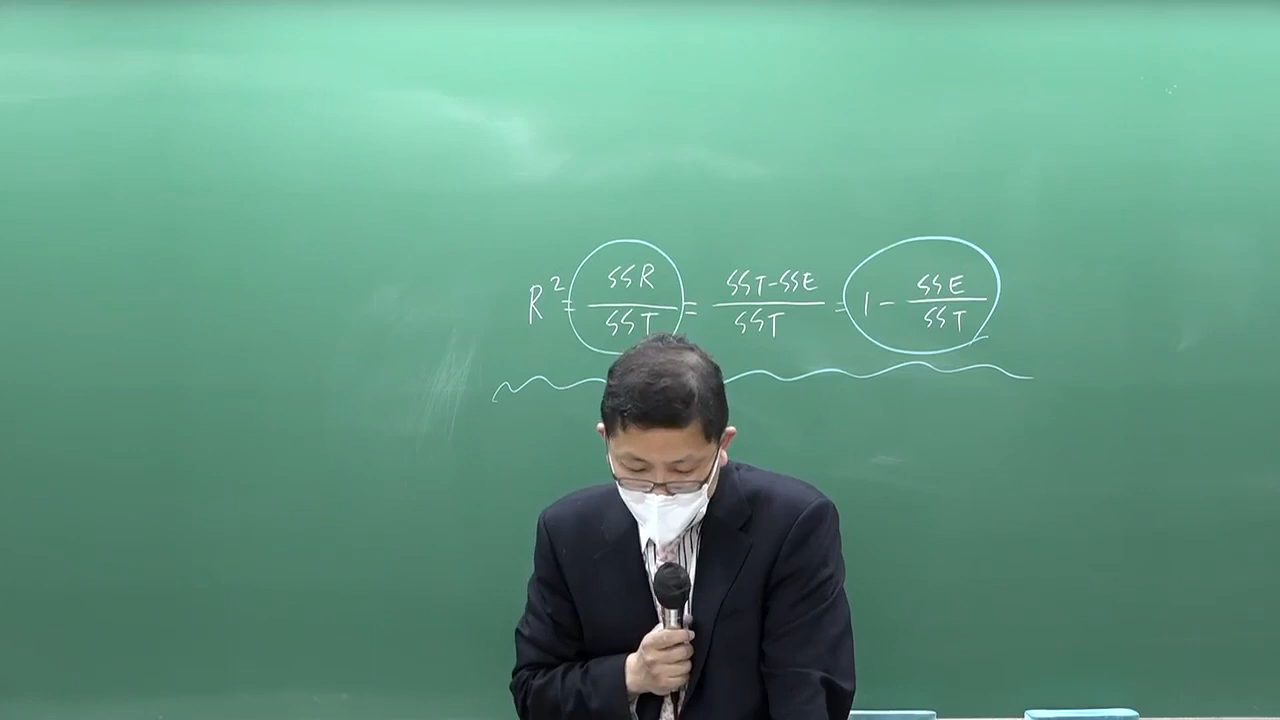 R² = SSR/SST = SST-SSE/SST = 1 - SSE/SST